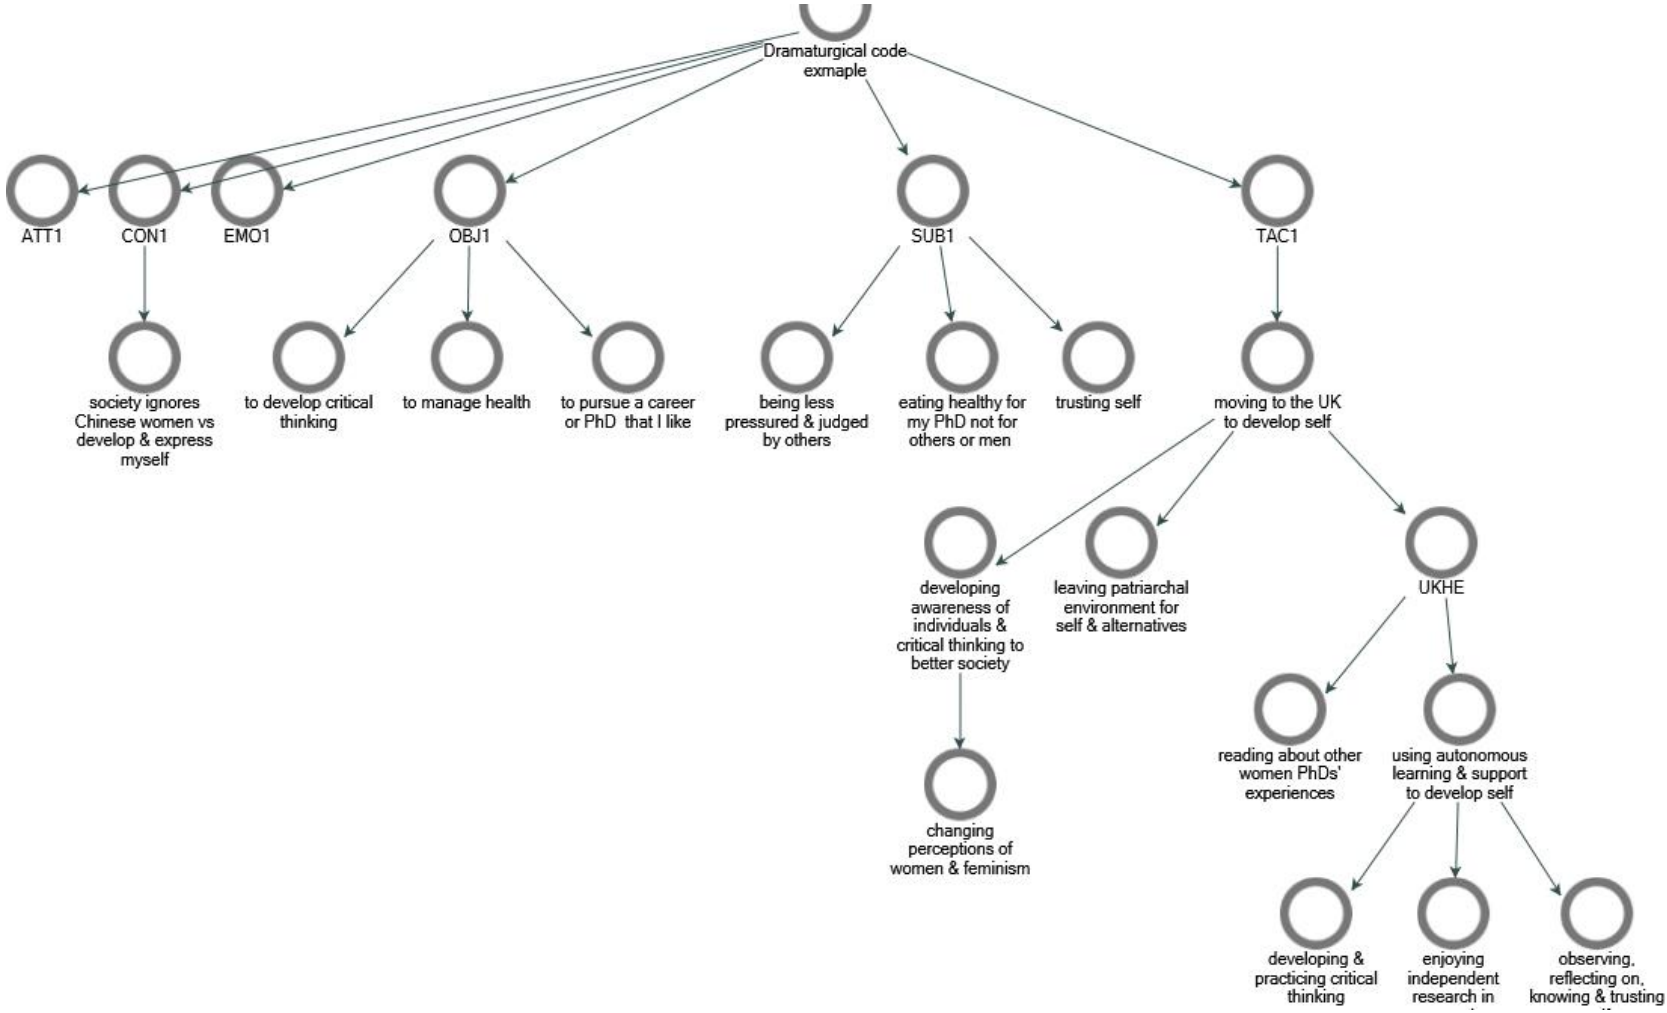 Dramaturgical code
exmaple
ATT1
CON1
EMO1
OBJ1
SUB1
TAC1
society ignores
Chinese women vs
develop & express
myself
to develop critical
thinking
to manage health
to pursue a career
or PhD  that I like
being less
pressured & judged
by others
eating healthy for
my PhD not for
others or men
trusting self
moving to the UK
to develop self
developing
awareness of
individuals &
critical thinking to
better society
leaving patriarchal
environment for
self & alternatives
UKHE
changing
perceptions of
women & feminism
reading about other
women PhDs'
experiences
using autonomous
learning & support
to develop self
developing &
practicing critical
thinking
enjoying
independent
research in
observing,
reflecting on,
knowing & trusting